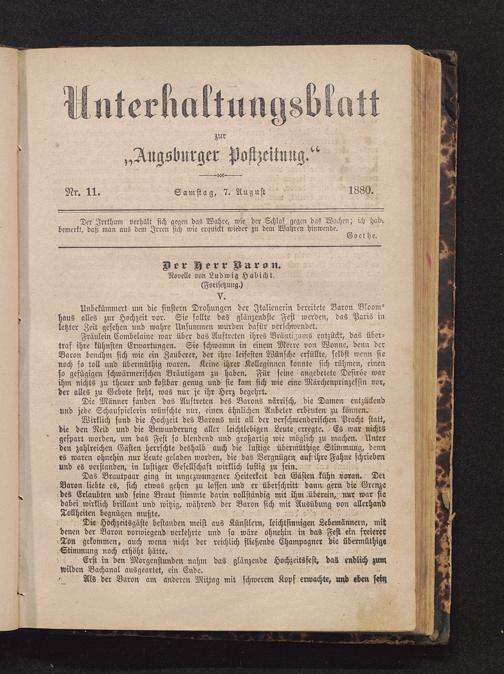 Unterhaltungsblatt
zur
„Augsburger Postzeitung.“
Nr. 11. Samstag, 7. August 1880.
Der Irrthum verhält sich gegen das Wahre, wie der Schlaf gegen das Wachen; ich hab.
bemerkt, daß man aus dem Irren sich wie erquickt wieder zu dem Wahren hinwende.
Goethe.
Der Herr Baron.
Novelle von Ludwig Habicht.
(Fortsetzung.)
V.
Unbekümmert um die finstern Drohungen der Italienerin bereitete Baron Bloom-
haus alles zur Hochzeit vor. Sie sollte das glänzendste Fest werden, das Paris in
letzter Zeit gesehen und wahre Unsummen wurden dafür verschwendet.
Fräulein Combelaine war über das Auftreten ihres Bräutigams entzückt, das über-
traf ihre kühnsten Erwartungen. Sie schwamm in einem Meere von Wonne, denn der
Baron benahm sich wie ein Zauberer, der ihre leisesten Wünsche erfüllte, selbst wenn sie
noch so toll und übermüthig waren. Keine ihrer Kolleginnen konnte sich rühmen, einen
so gefügigen schwärmerischen Bräutigam zu haben. Für seine angebetete Desirée war
ihm nichts zu theuer und kostbar genug und sie kam sich wie eine Märchenprinzessin vor,
der alles zu Gebote steht, was nur je ihr Herz begehrt.
Die Männer fanden das Auftreten des Barons närrisch, die Damen entzückend
und jede Schauspielerin wünschte nur, einen ähnlichen Anbeter erbeuten zu können.
Wirklich fand die Hochzeit des Barons mit all der verschwenderischen Pracht statt,
die den Neid und die Bewunderung aller leichtlebigen Leute erregte. Es war nichts
gespart worden, um das Fest so blendend und großartig wie möglich zu machen. Unter
den zahlreichen Gästen herrschte deshalb auch die lustige übermüthige Stimmung, denn
es waren ohnehin nur Leute geladen worden, die das Vergnügen auf ihre Fahne schrieben
und es verstanden, in lustiger Gesellschaft wirklich lustig zu sein.
Das Brautpaar ging in ungezwungener Heiterkeit den Gästen kühn voran. Der
Baron liebte es, sich etwas gehen zu lassen und er überschritt dann gern die Grenze
des Erlaubten und seine Braut stimmte darin vollständig mit ihm überein, nur war sie
dabei wirklich brillant und witzig, während der Baron sich mit Ausübung von allerhand
Tollheiten begnügen mußte.
Die Hochzeitsgäste bestanden meist aus Künstlern, leichtsinnigen Lebemännern, mit
denen der Baron vorwiegend verkehrte und so wäre ohnehin in das Fest ein freierer
Ton gekommen, auch wenn nicht der reichlich fließende Champagner die übermüthige
Stimmung noch erhöht hätte.
Erst in den Morgenstunden nahm das glänzende Hochzeitsfest, das endlich zum
wilden Bachanal ausgeartet, ein Ende.
Als der Baron am anderen Mittag mit schwerem Kopf erwachte, und eben sein